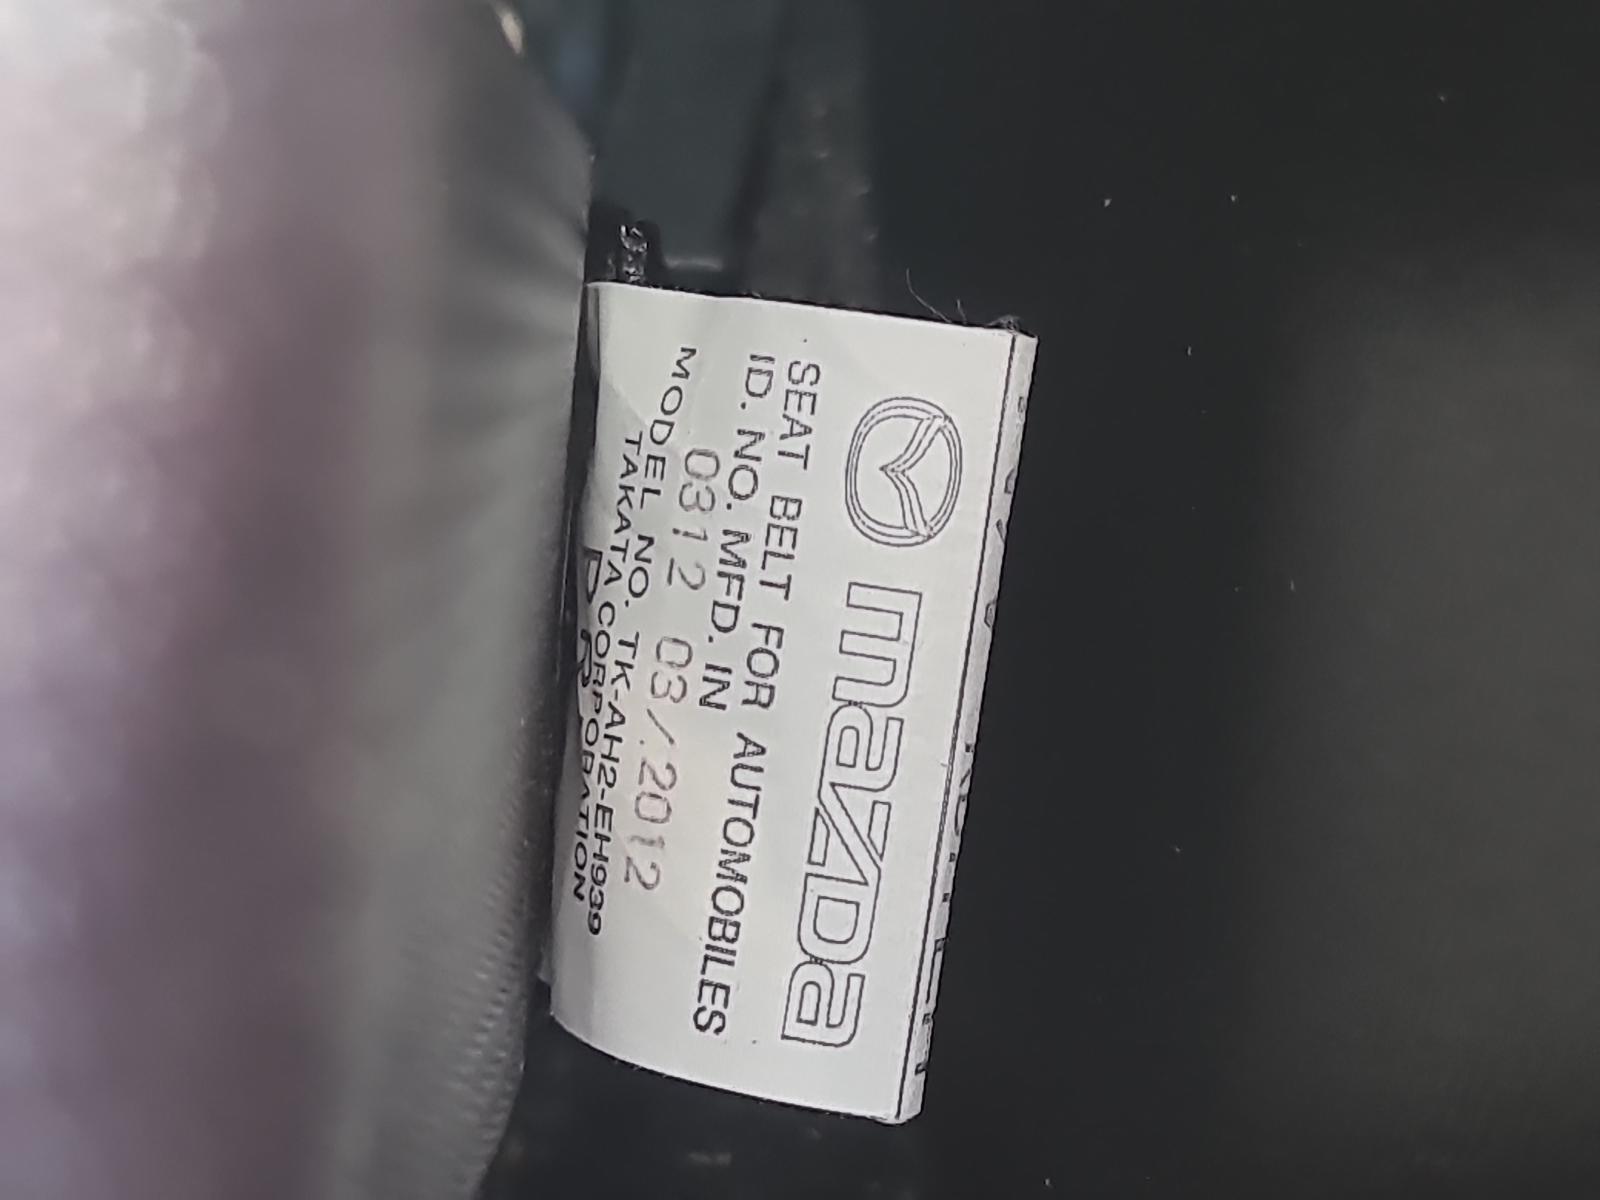 mazda
SEAT BELT FOR AUTOMOBILES
ID. NO. MFD. IN
0312 03/.2012
MODEL NO. TK-AH2-EH939
TAKATA CORPORATION